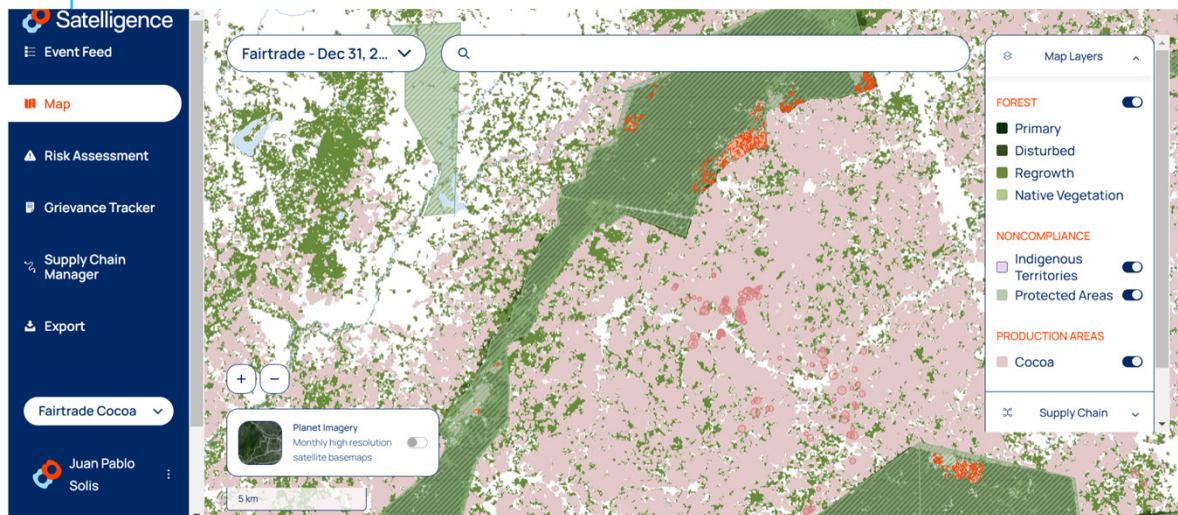 Satelligence
Event Feed
Map
Risk Assessment
Grievance Tracker
Supply Chain
Manager
Export
Fairtrade Cocoa
Juan Pablo
Solis
Fairtrade - Dec 31, 2...
Planet Imagery
Monthly high resolution
satellite basemaps
5 km
Map Layers
FOREST
Primary
Disturbed
Regrowth
Native Vegetation
NONCOMPLIANCE
Indigenous
Territories
Protected Areas
PRODUCTION AREAS
Cocoa
Supply Chain